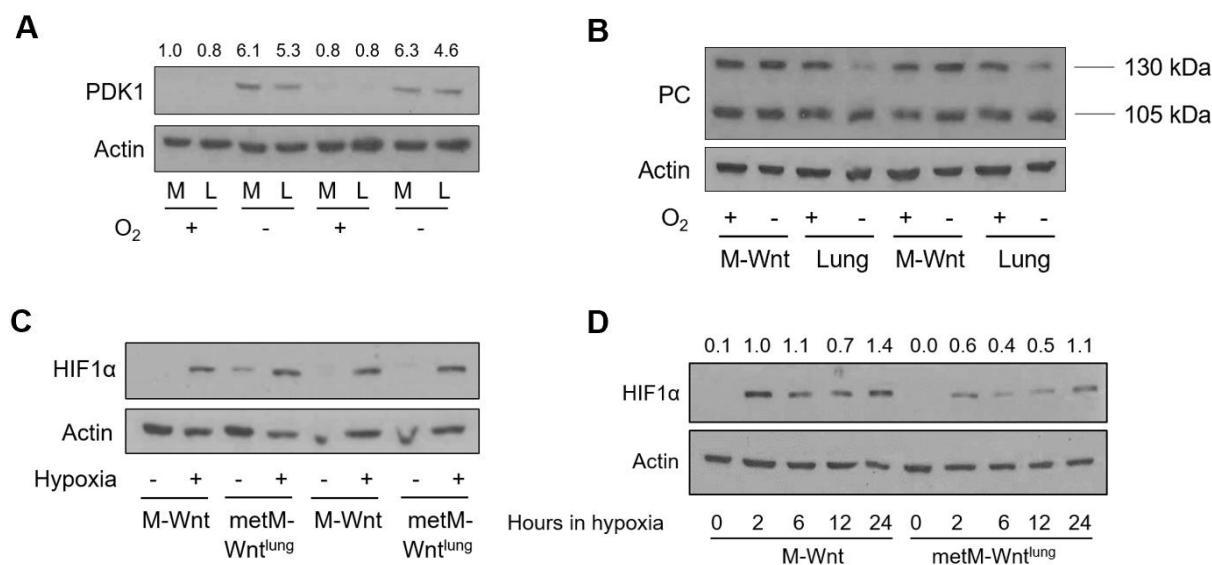 A
1.0 0.8 6.1 5.3 0.8 0.8 6.3 4.6
PDK1
Actin
M L M L M L M L
O₂ + - + -
B
PC
130 kDa
105 kDa
Actin
O₂ + - + - + - + -
M-Wnt Lung M-Wnt Lung
C
HIF1α
Actin
Hypoxia - + - + - + - +
M-Wnt metM- M-Wnt metM-
Wntlung Wntlung
D
0.1 1.0 1.1 0.7 1.4 0.0 0.6 0.4 0.5 1.1
HIF1α
Actin
Hours in hypoxia 0 2 6 12 24 0 2 6 12 24
M-Wnt metM-Wntlung